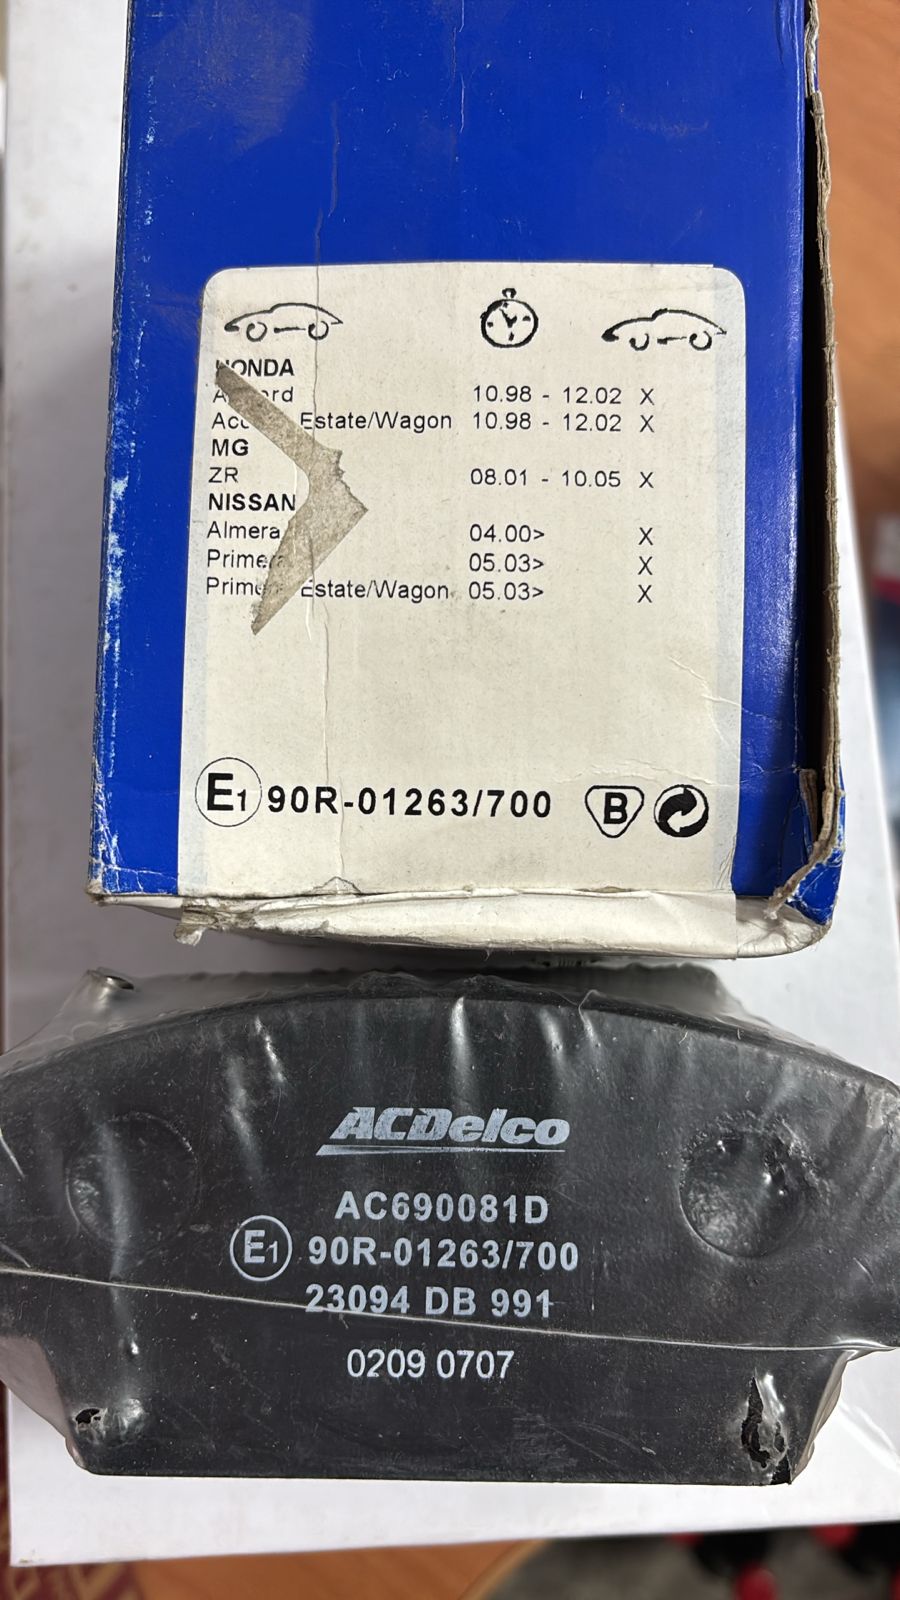 HONDA
Accord 10.98 - 12.02 X
Estate/Wagon 10.98 - 12.02 X
MG
ZR 08.01 - 10.05 X
NISSAN
Almera 04.00> X
Primera 05.03> X
Estate/Wagon 05.03> X
E1 90R-01263/700 B
ACDelco
AC690081D
E1 90R-01263/700
23094 DB 991
0209 0707